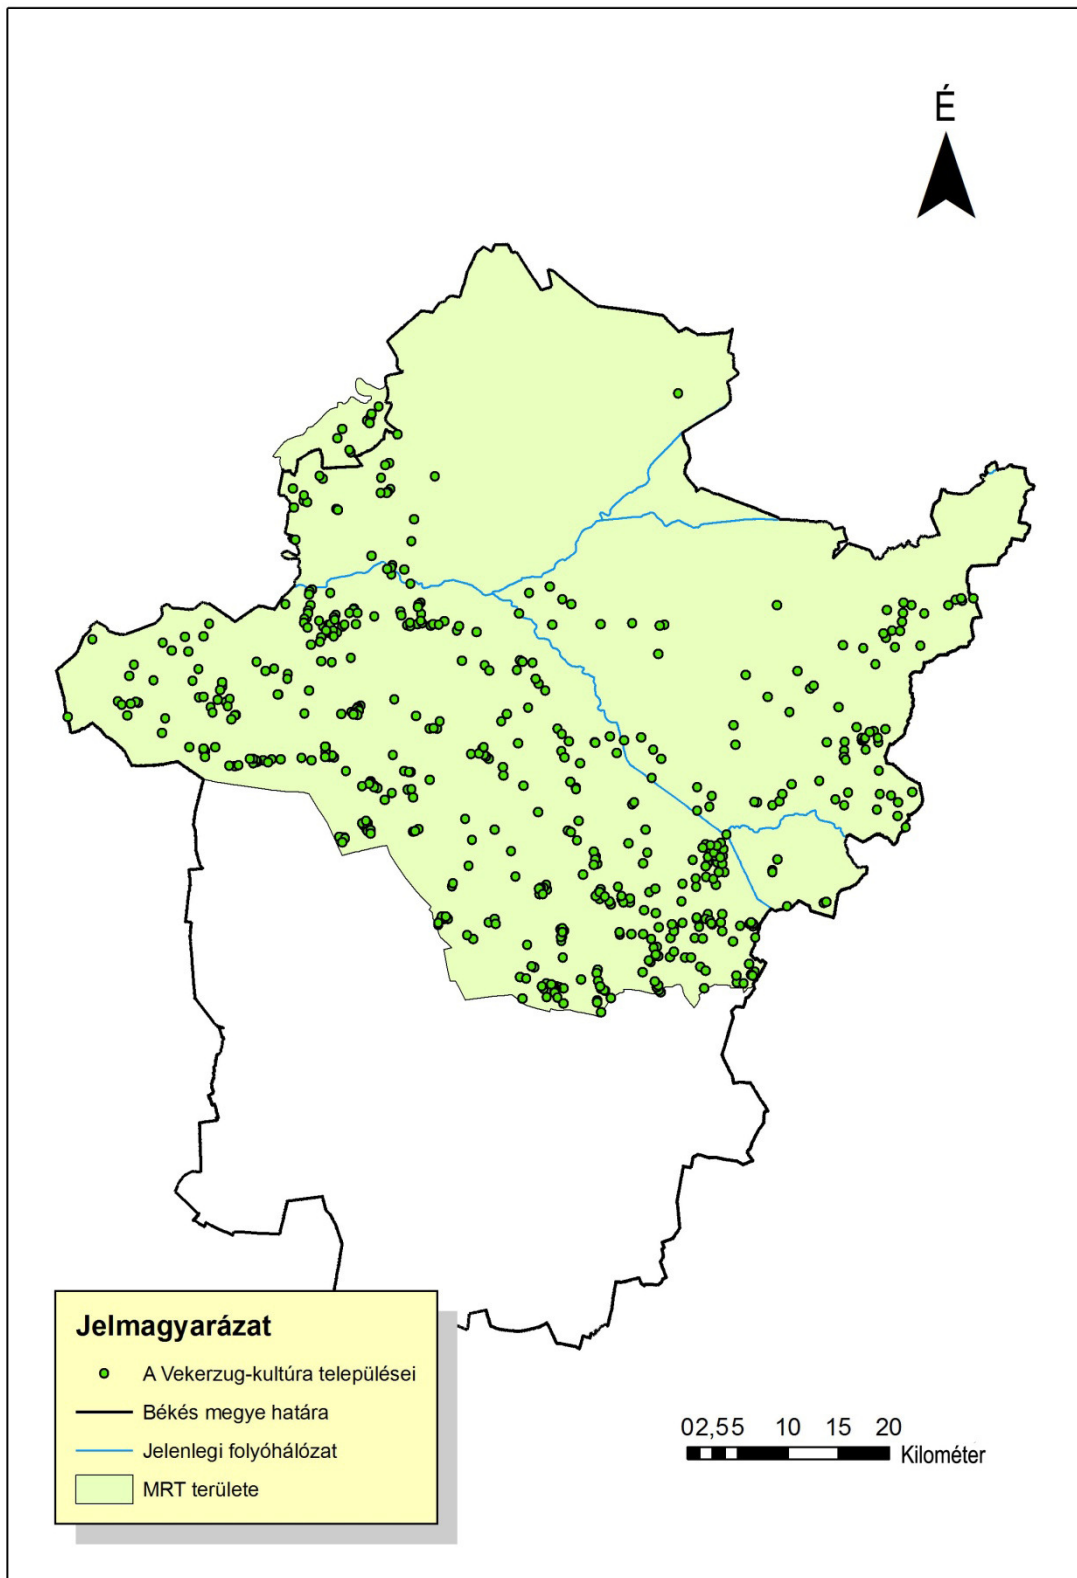 É
Jelmagyarázat
A Vekerzug-kultúra települései
Békés megye határa
Jelenlegi folyóhálózat
MRT területe
02,55 10 15 20
Kilométer